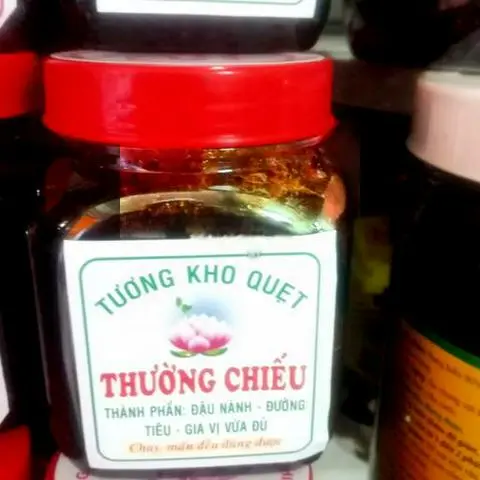 TƯƠNG KHO QUẸT
THƯỜNG CHIẾU
THÀNH PHẦN: ĐẬU NÀNH - ĐƯỜNG
TIÊU - GIA VỊ VỪA ĐỦ
Chay, mặn đều dùng được